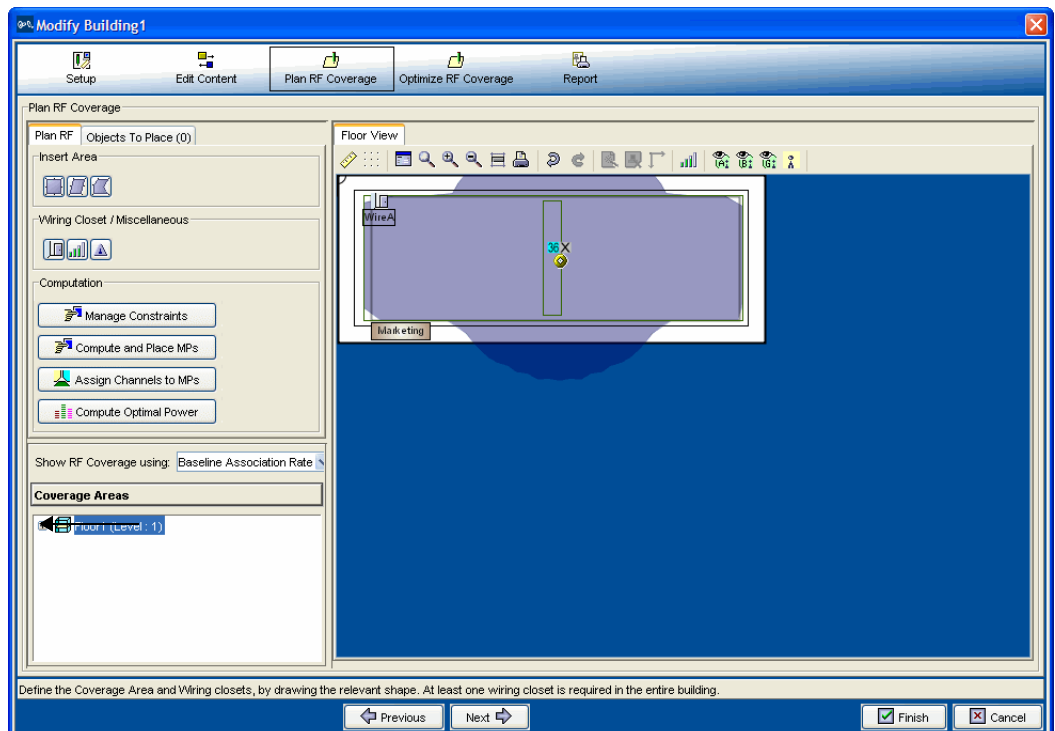 Modify Building1
Setup
Edit Content
Plan RF Coverage
Optimize RF Coverage
Report
Plan RF Coverage
Plan RF
Objects To Place (0)
Insert Area
Wiring Closet / Miscellaneous
Computation
Manage Constraints
Compute and Place MPs
Assign Channels to MPs
Compute Optimal Power
Show RF Coverage using: Baseline Association Rate
Coverage Areas
Floor1 (Level : 1)
Floor View
WireA
36 X
Marketing
Define the Coverage Area and Wiring closets, by drawing the relevant shape. At least one wiring closet is required in the entire building.
Previous
Next
Finish
Cancel